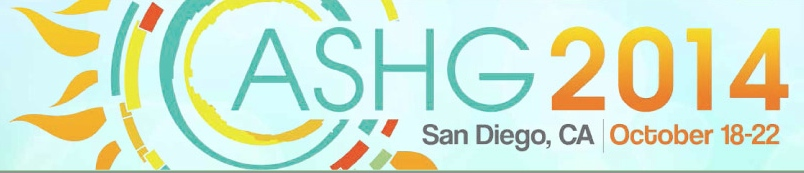 ASHG 2014
San Diego, CA October 18-22